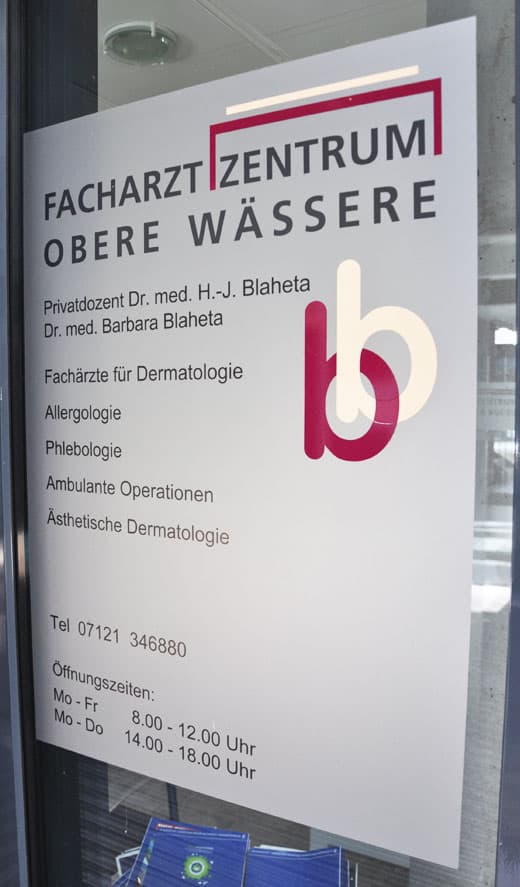 FACHARZT ZENTRUM
OBERE WÄSSERE
Privatdozent Dr. med. H.-J. Blaheta
Dr. med. Barbara Blaheta
bb
Fachärzte für Dermatologie
Allergologie
Phlebologie
Ambulante Operationen
Ästhetische Dermatologie
Tel 07121 346880
Öffnungszeiten:
Mo - Fr 8.00 - 12.00 Uhr
Mo - Do 14.00 - 18.00 Uhr